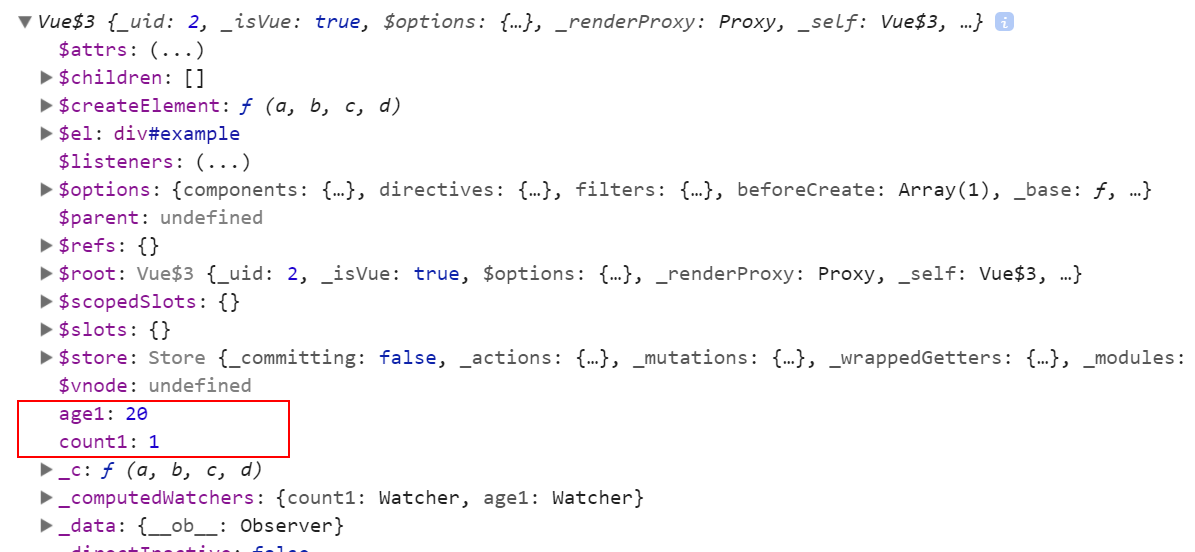 ▼Vue$3 {_uid: 2, _isVue: true, $options: {…}, _renderProxy: Proxy, _self: Vue$3, …} i
$attrs: (...)
▶$children: []
▶$createElement: ƒ (a, b, c, d)
▶$el: div#example
$listeners: (...)
▶$options: {components: {…}, directives: {…}, filters: {…}, beforeCreate: Array(1), _base: ƒ, …}
$parent: undefined
▶$refs: {}
▶$root: Vue$3 {_uid: 2, _isVue: true, $options: {…}, _renderProxy: Proxy, _self: Vue$3, …}
▶$scopedSlots: {}
▶$slots: {}
▶$store: Store {_committing: false, _actions: {…}, _mutations: {…}, _wrappedGetters: {…}, _modules:
$vnode: undefined
age1: 20
count1: 1
▶_c: ƒ (a, b, c, d)
▶_computedWatchers: {count1: Watcher, age1: Watcher}
▶_data: {__ob__: Observer}
_directInactive: false